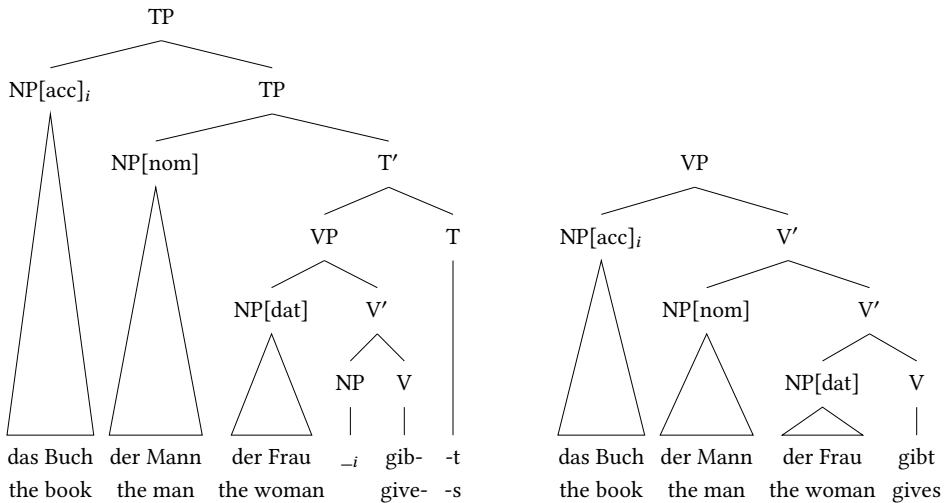 TP
NP[acc]i TP
NP[nom] T′ VP
VP T NP[acc]i V′
NP[dat] V′ NP[nom] V′
NP V NP[dat] V
das Buch der Mann der Frau _i gib- -t das Buch der Mann der Frau gibt
the book the man the woman give- -s the book the man the woman gives